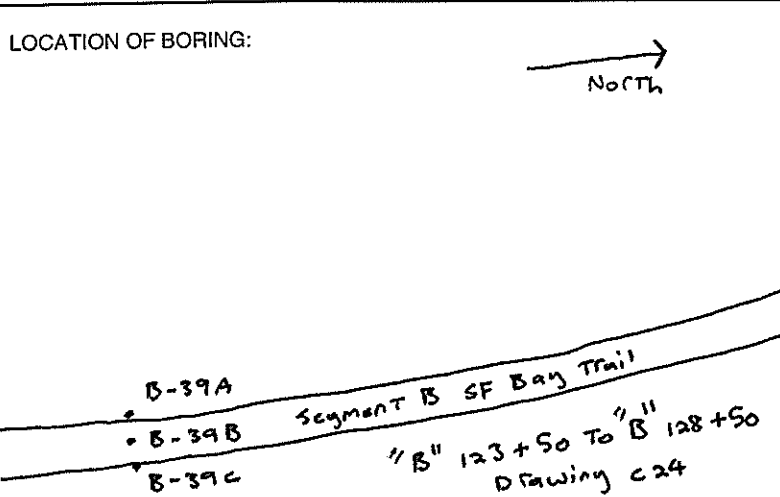 LOCATION OF BORING:
North
B-39A
Segment B SF Bay Trail
B-39B
"B" 123+50 To "B" 128+50
B-39C
Drawing C24